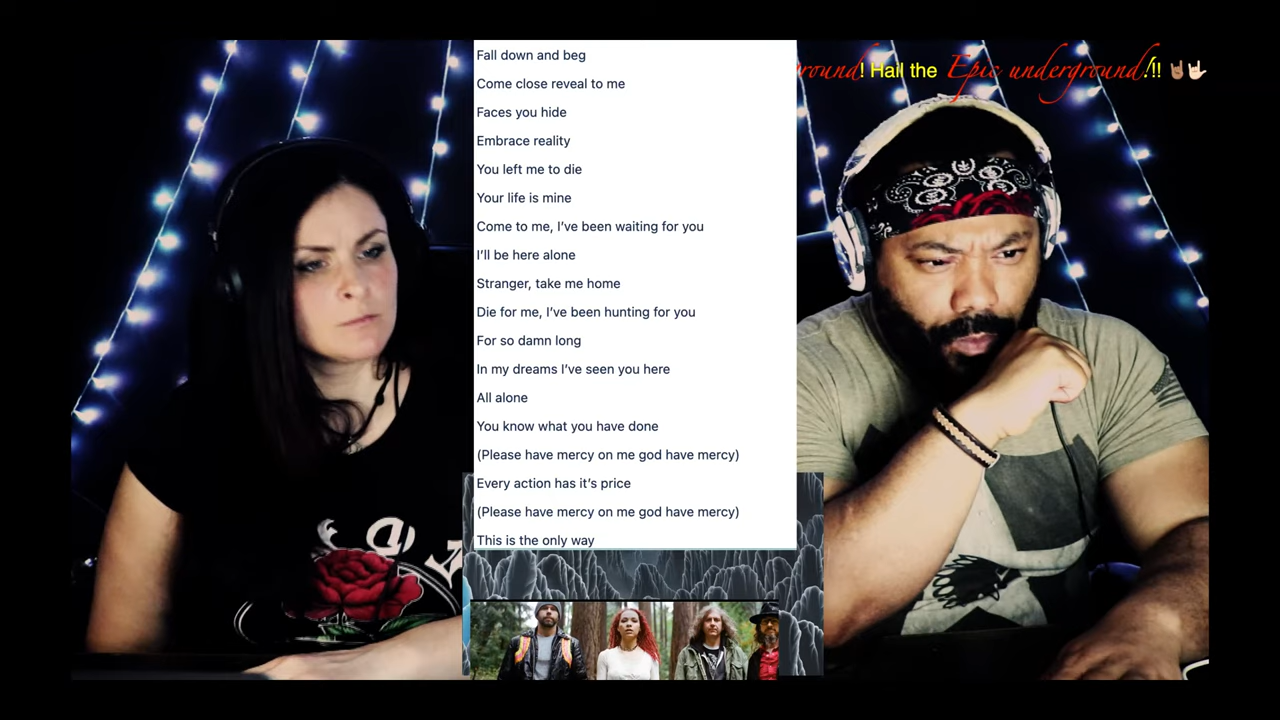 Fall down and beg
Come close reveal to me
Faces you hide
Embrace reality
You left me to die
Your life is mine
Come to me, I've been waiting for you
I'll be here alone
Stranger, take me home
Die for me, I've been hunting for you
For so damn long
In my dreams I've seen you here
All alone
You know what you have done
(Please have mercy on me god have mercy)
Every action has it's price
(Please have mercy on me god have mercy)
This is the only way
round! Hail the Epic underground!!! 🤘🏽🤘🏻